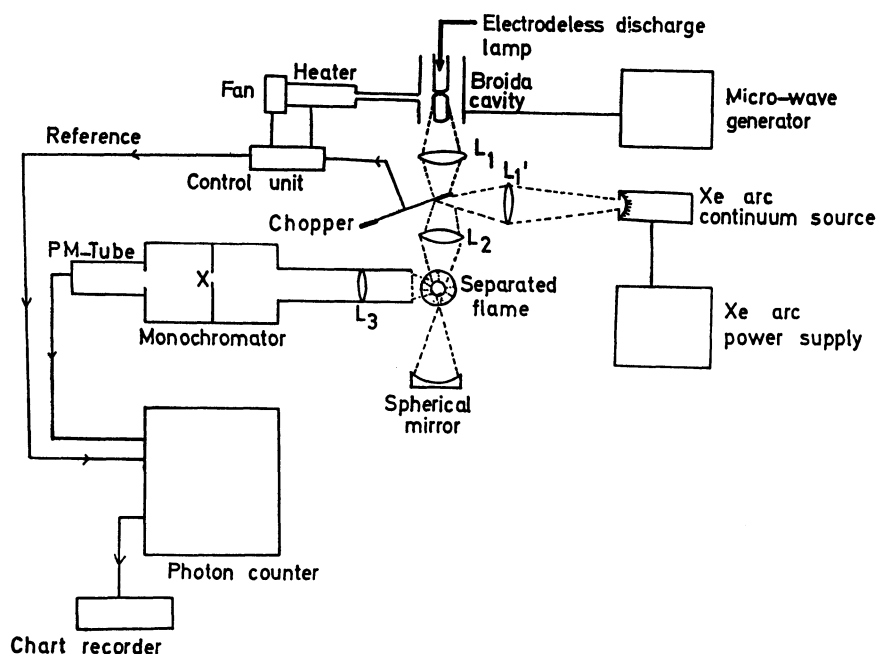 Electrodeless discharge
lamp
Heater
Fan
Broida
cavity
Micro-wave
generator
Reference
Control unit
L1
L1'
Chopper
Xe arc
continuum source
PM-Tube
L2
X
Separated
flame
L3
Monochromator
Xe arc
power supply
Spherical
mirror
Photon counter
Chart recorder